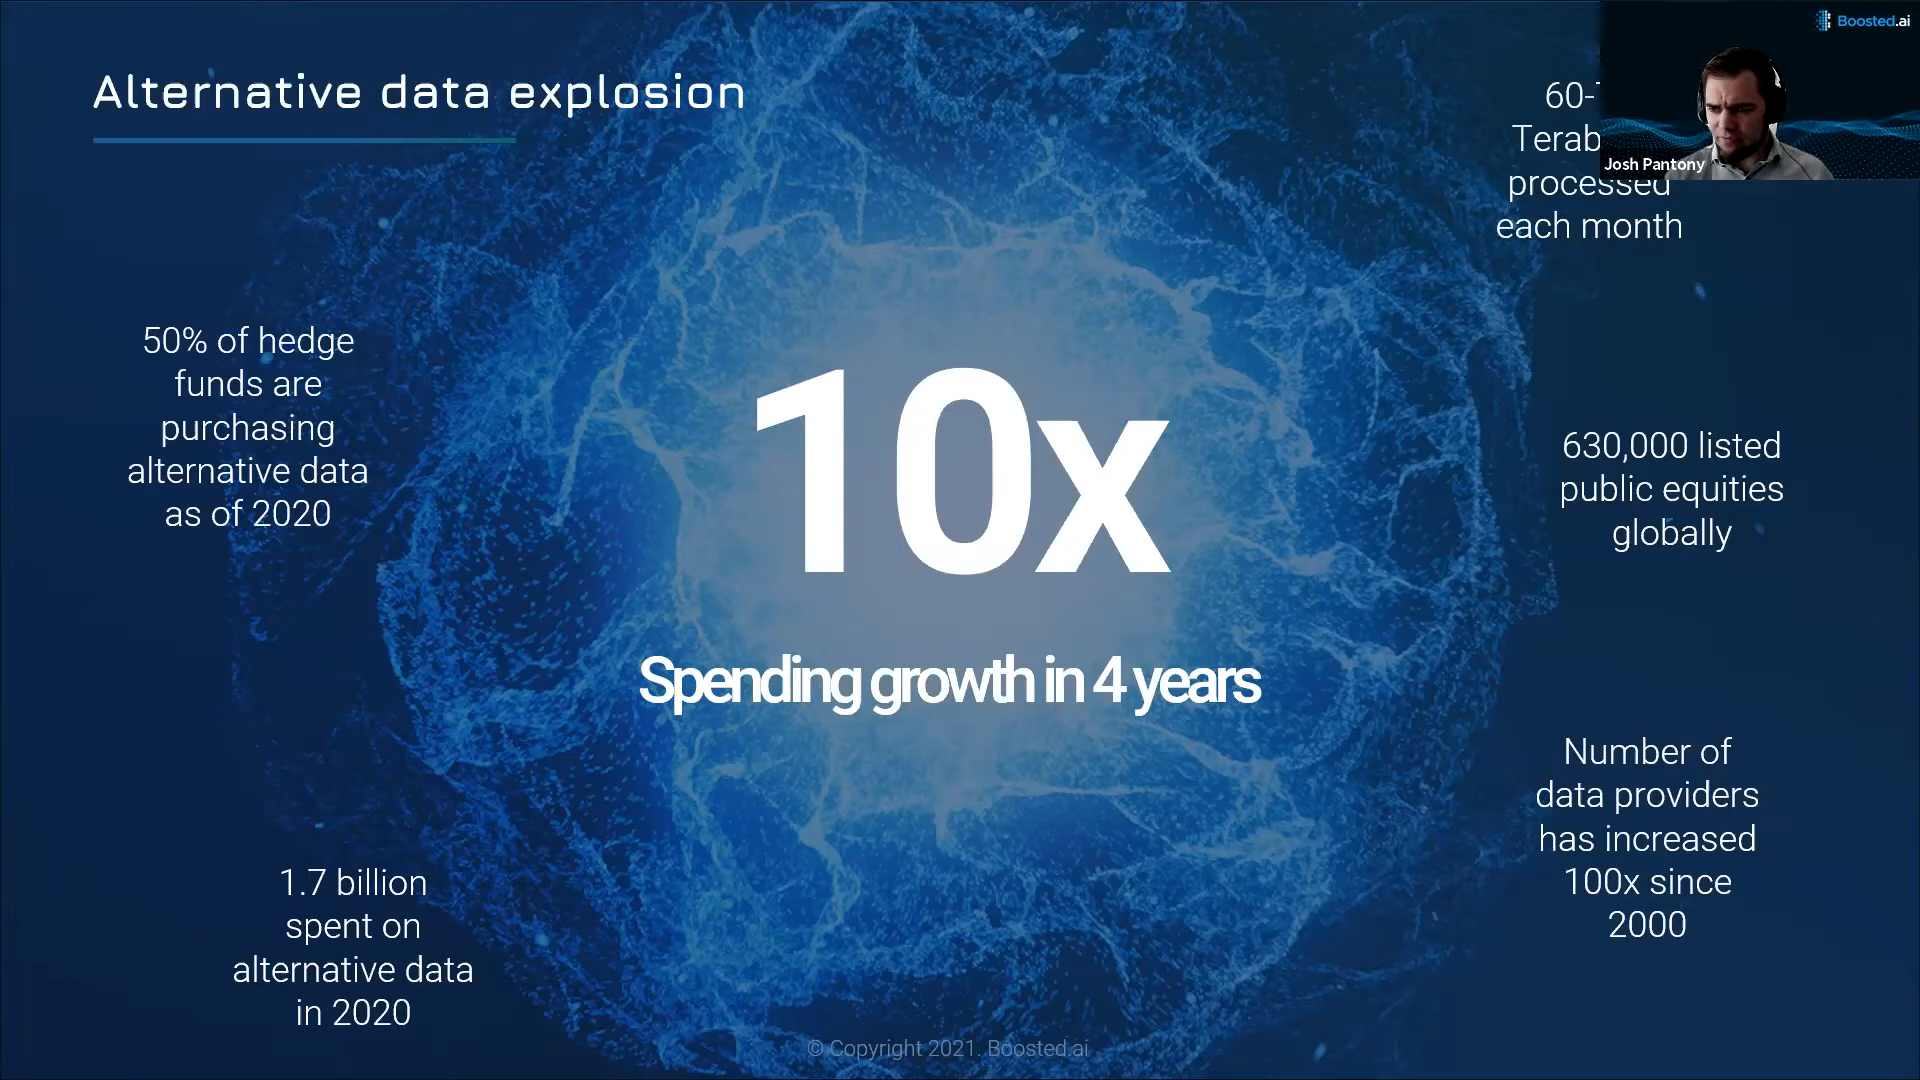 Alternative data explosion
Boosted.ai
Josh Pantony
60-
processed
each month
50% of hedge
funds are
purchasing
alternative data
as of 2020
10x
Spending growth in 4 years
630,000 listed
public equities
globally
Number of
data providers
has increased
100x since
2000
1.7 billion
spent on
alternative data
in 2020
© Copyright 2021. Boosted.ai